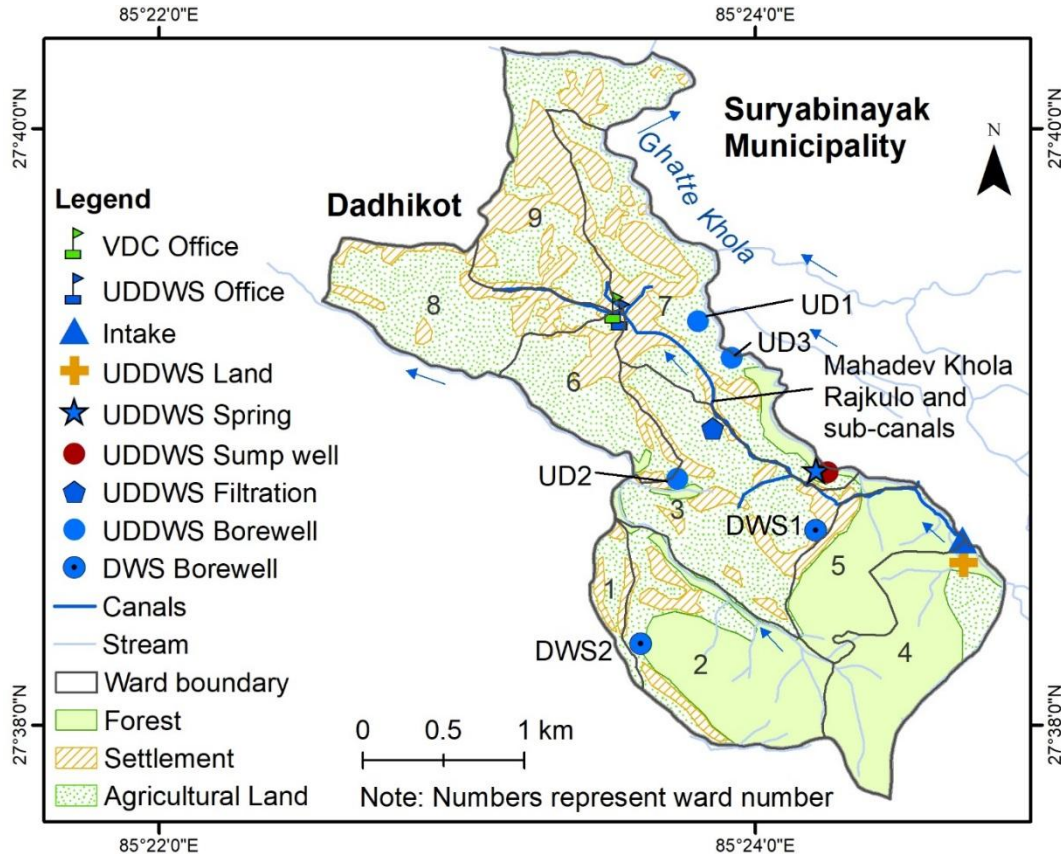 85°22'0"E
85°24'0"E
27°40'0"N
27°40'0"N
Suryabinayak
Municipality
N
Ghatte Khola
Legend
VDC Office
UDDWS Office
Intake
UDDWS Land
UDDWS Spring
UDDWS Sump well
UDDWS Filtration
UDDWS Borewell
DWS Borewell
Canals
Stream
Ward boundary
Forest
Settlement
Agricultural Land
Dadhikot
9
8
7
UD1
UD3
6
Mahadev Khola
Rajkulo and
sub-canals
UD2
3
DWS1
5
1
DWS2
2
4
0 0.5 1 km
Note: Numbers represent ward number
27°38'0"N
27°38'0"N
85°22'0"E
85°24'0"E